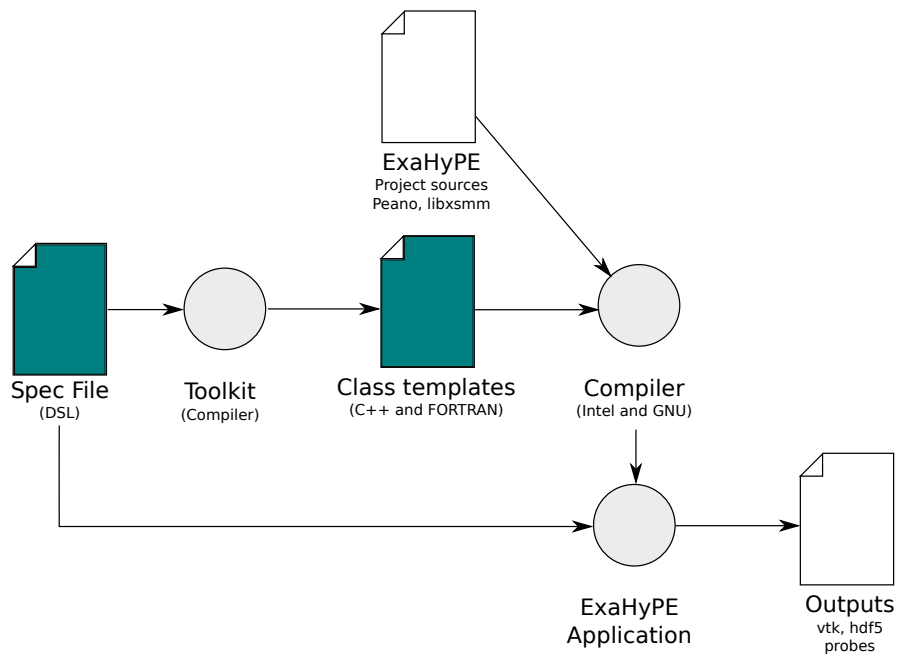 ExaHyPE
Project sources
Peano, libxsmm
Spec File
(DSL)
Toolkit
(Compiler)
Class templates
(C++ and FORTRAN)
Compiler
(Intel and GNU)
ExaHyPE
Application
Outputs
vtk, hdf5
probes